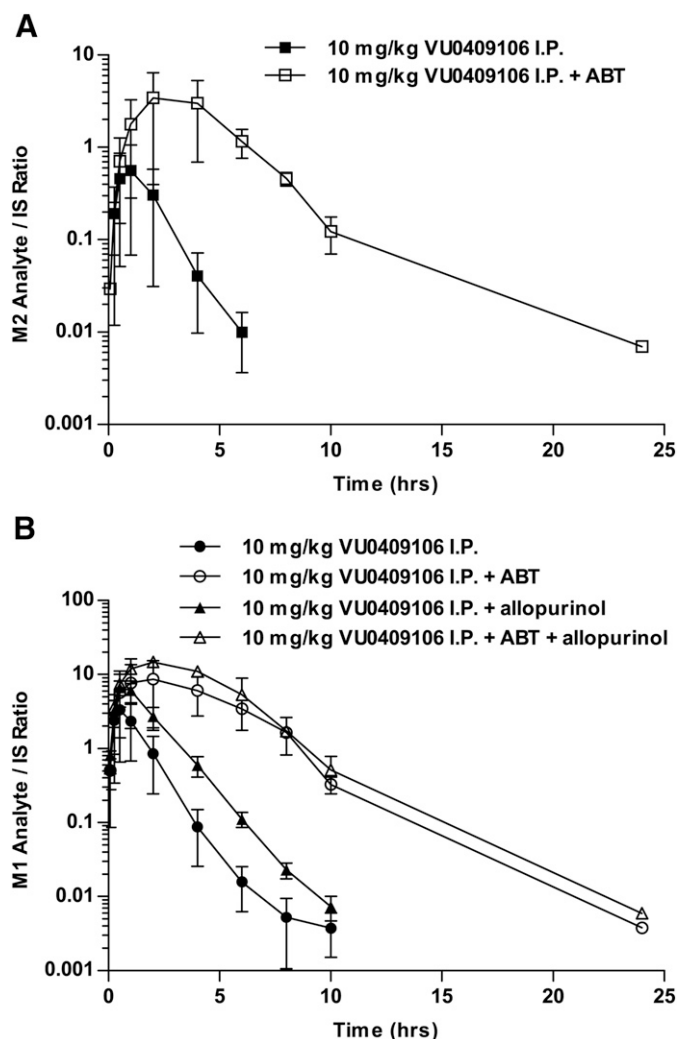 A
10 mg/kg VU0409106 I.P.
10 mg/kg VU0409106 I.P. + ABT
10
1
0.1
0.01
0.001
M2 Analyte / IS Ratio
0 5 10 15 20 25
Time (hrs)
B
10 mg/kg VU0409106 I.P.
10 mg/kg VU0409106 I.P. + ABT
10 mg/kg VU0409106 I.P. + allopurinol
10 mg/kg VU0409106 I.P. + ABT + allopurinol
100
10
1
0.1
0.01
0.001
M1 Analyte / IS Ratio
0 5 10 15 20 25
Time (hrs)